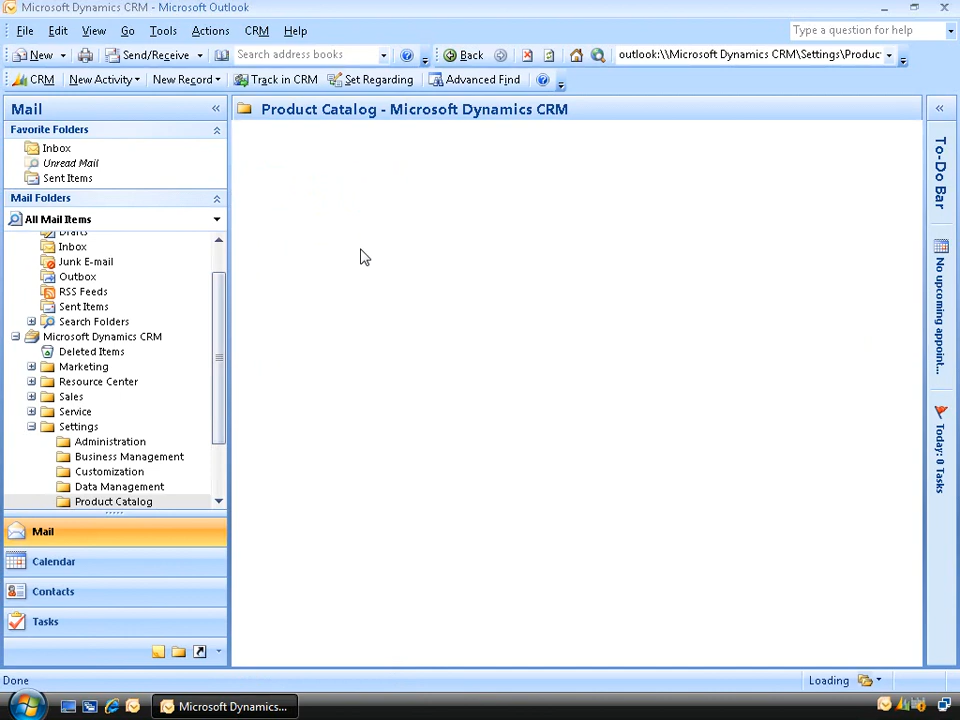 Microsoft Dynamics CRM - Microsoft Outlook
File Edit View Go Tools Actions CRM Help Type a question for help
New Send/Receive Search address books Back outlook:\\Microsoft Dynamics CRM\Settings\Produc
CRM New Activity New Record Track in CRM Set Regarding Advanced Find
Mail
Product Catalog - Microsoft Dynamics CRM
Favorite Folders
Inbox
Unread Mail
Sent Items
Mail Folders
All Mail Items
Drafts
Inbox
Junk E-mail
Outbox
RSS Feeds
Sent Items
Search Folders
Microsoft Dynamics CRM
Deleted Items
Marketing
Resource Center
Sales
Service
Settings
Administration
Business Management
Customization
Data Management
Product Catalog
Mail
Calendar
Contacts
Tasks
To-Do Bar
No upcoming appoint...
Today: 0 Tasks
Done Loading
Microsoft Dynamics...